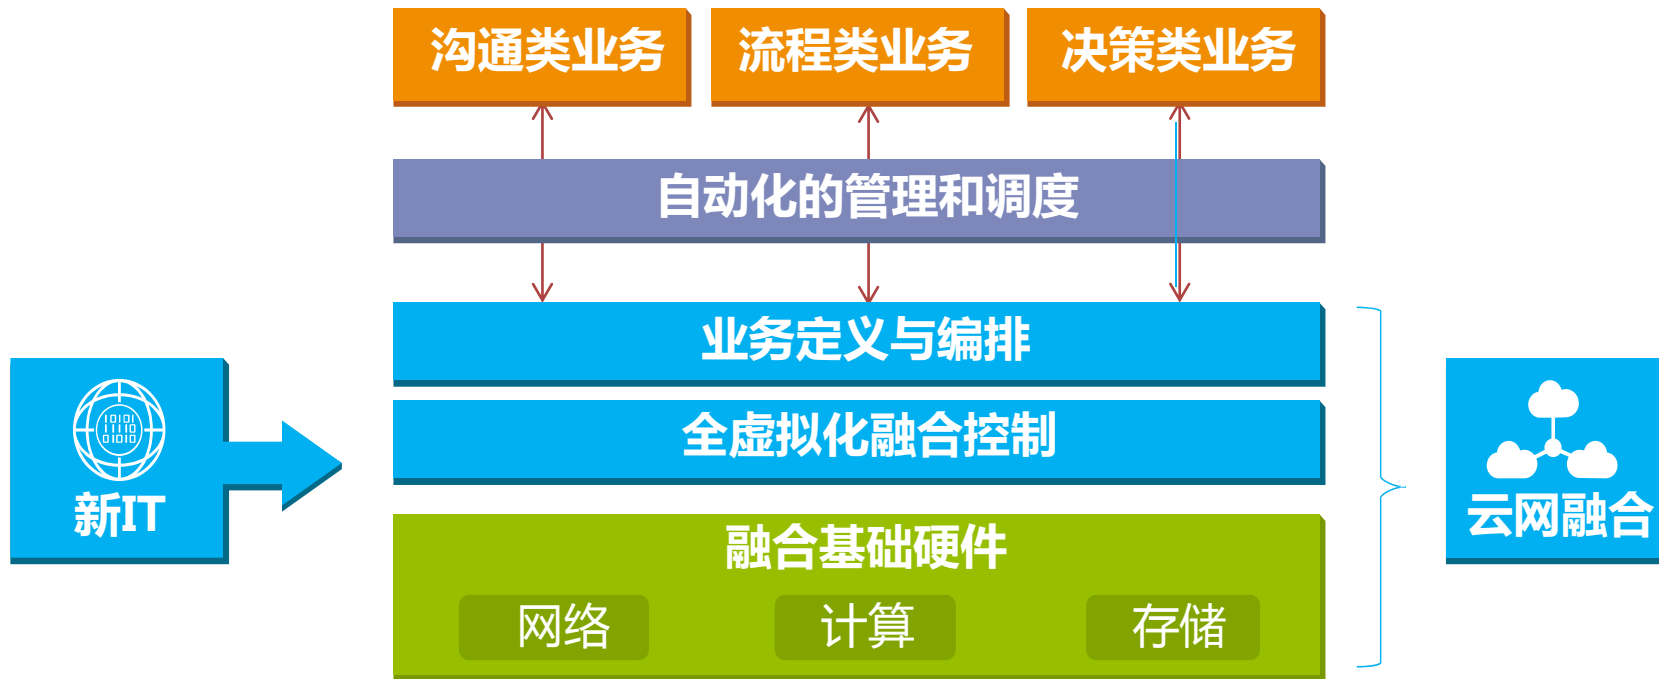 沟通类业务
流程类业务
决策类业务
自动化的管理和调度
业务定义与编排
全虚拟化融合控制
融合基础硬件
网络
计算
存储
10101
11110
01010
新IT
云网融合